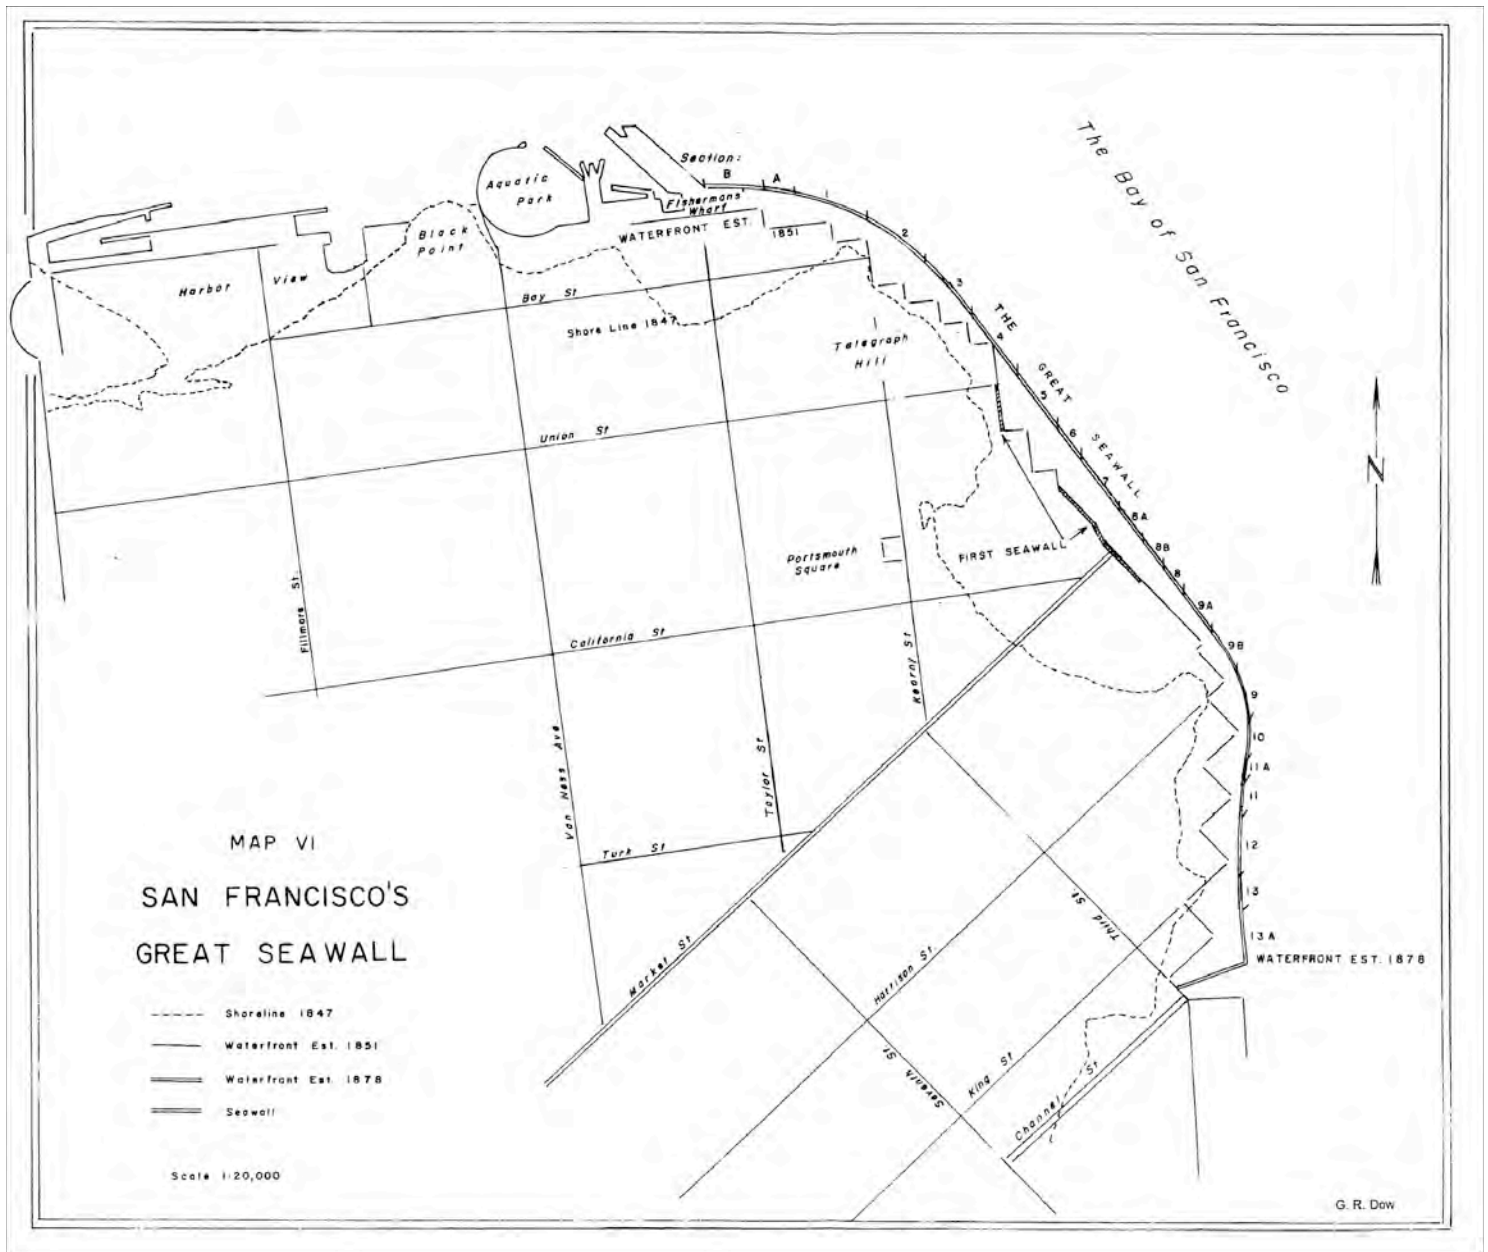 The Bay of San Francisco
Section:
B
A
1
2
3
4
5
6
7
8A
8B
8
9A
9B
9
10
11A
11
12
13
13A
WATERFRONT EST. 1878
THE GREAT SEAWALL
Aquatic
Park
Fishermans'
Wharf
WATERFRONT EST. 1851
Black
Point
Harbor View
Bay St
Shore Line 1847
Telegraph
Hill
Union St
N
FIRST SEAWALL
Portsmouth
Square
Fillmore St.
California St
Kearny St
Van Ness Ave
Taylor St
Turk St
Market St
Third St.
Harrison St.
Seventh St
King St
Channel St
MAP VI
SAN FRANCISCO'S
GREAT SEAWALL
Shoreline 1847
Waterfront Est. 1851
Waterfront Est. 1878
Seawall
Scale 1:20,000
G. R. Dow